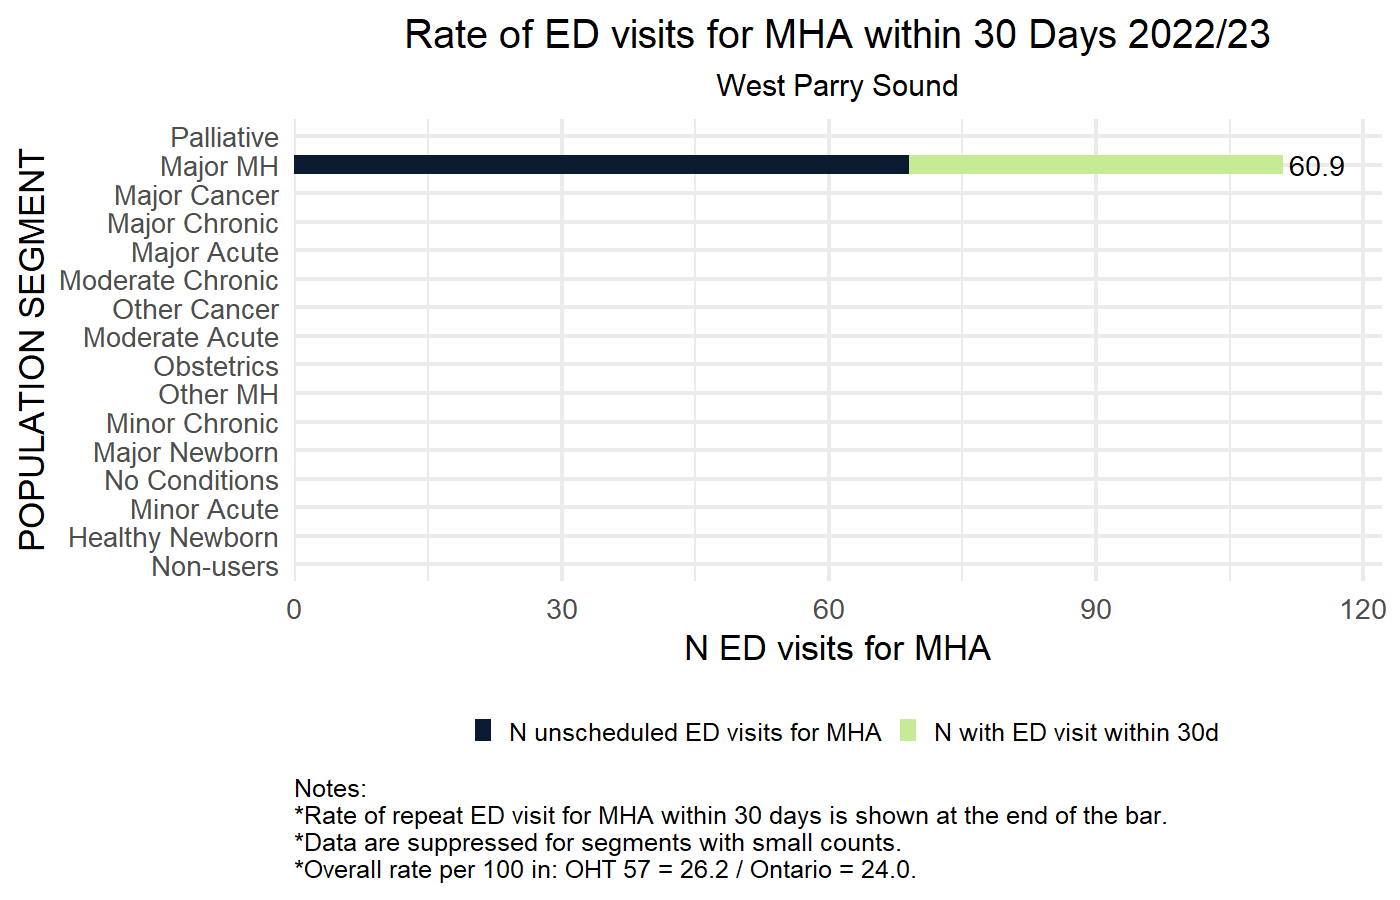 Rate of ED visits for MHA within 30 Days 2022/23
West Parry Sound
POPULATION SEGMENT
Palliative
Major MH
60.9
Major Cancer
Major Chronic
Major Acute
Moderate Chronic
Other Cancer
Moderate Acute
Obstetrics
Other MH
Minor Chronic
Major Newborn
No Conditions
Minor Acute
Healthy Newborn
Non-users
0 30 60 90 120
N ED visits for MHA
N unscheduled ED visits for MHA N with ED visit within 30d
Notes:
*Rate of repeat ED visit for MHA within 30 days is shown at the end of the bar.
*Data are suppressed for segments with small counts.
*Overall rate per 100 in: OHT 57 = 26.2 / Ontario = 24.0.